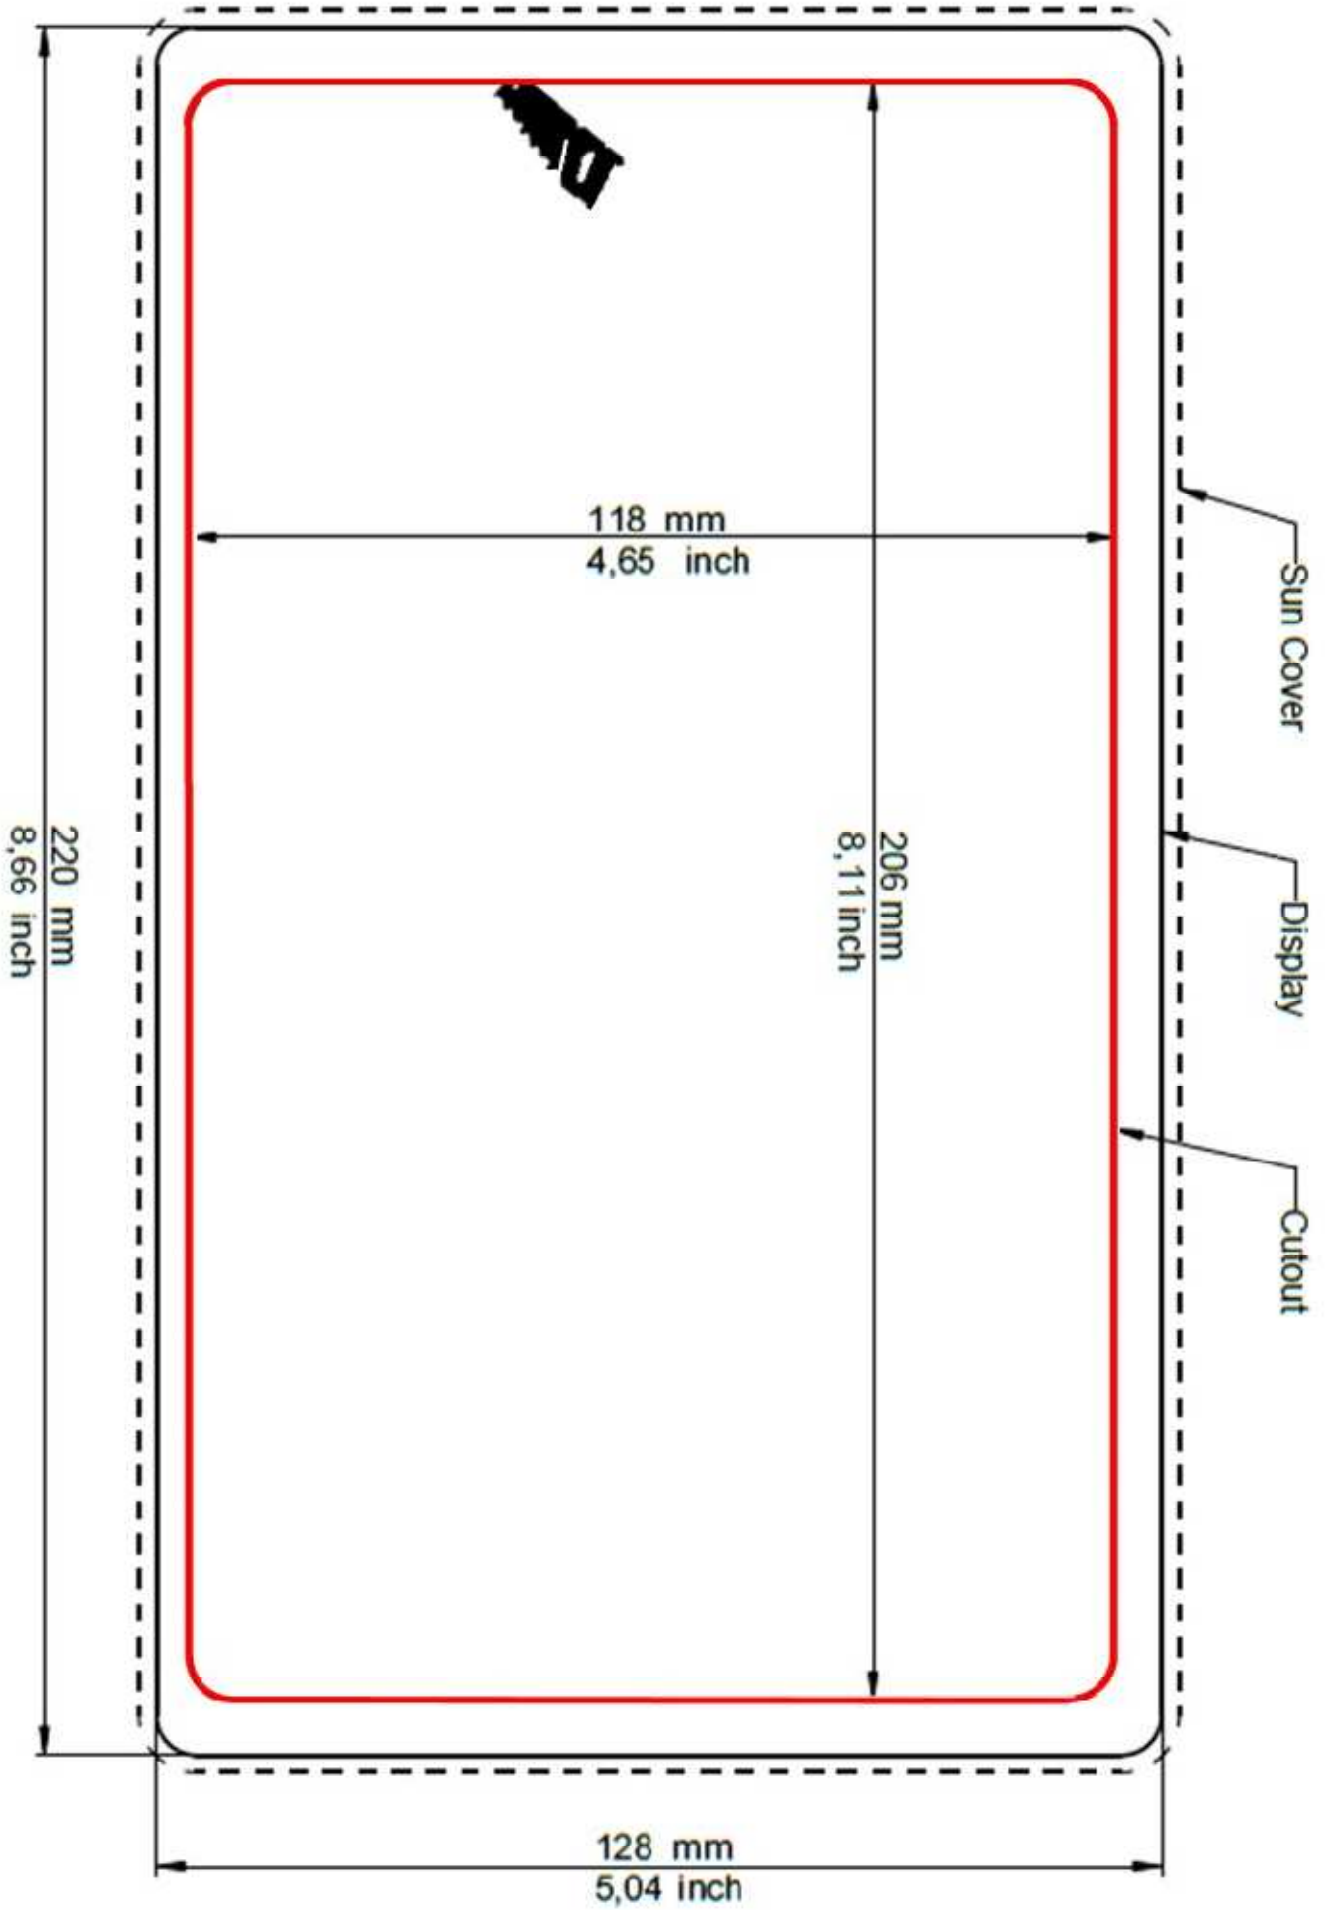 118 mm
4,65 inch
Sun Cover
220 mm
8,66 inch
206 mm
8,11 inch
Display
Cutout
128 mm
5,04 inch